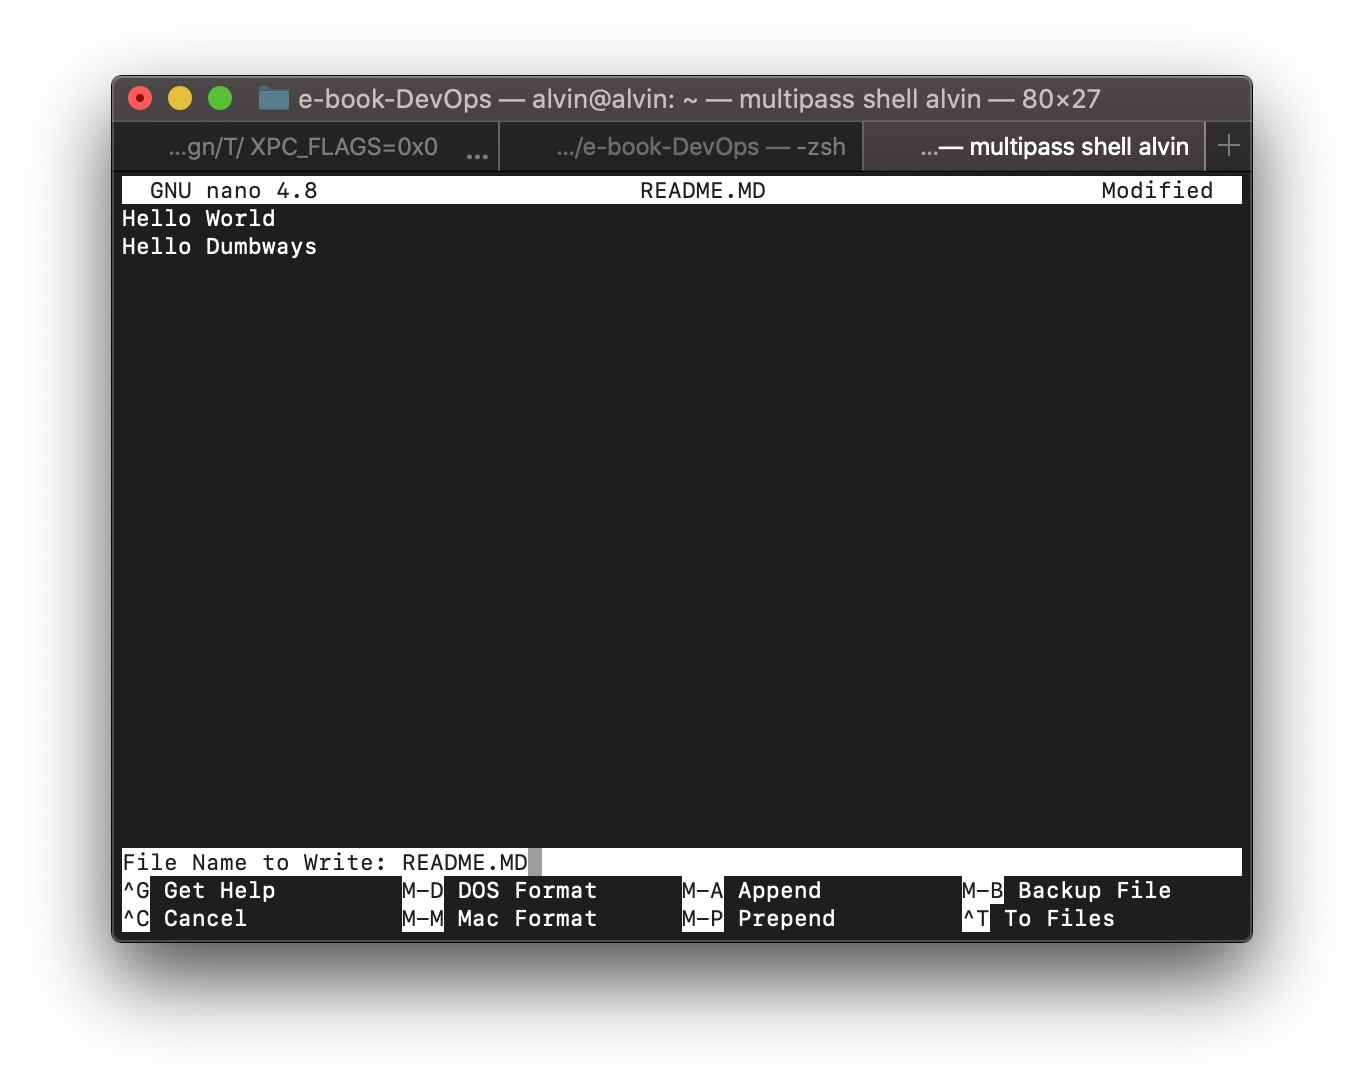 e-book-DevOps — alvin@alvin: ~ — multipass shell alvin — 80×27
...gn/T/ XPC_FLAGS=0x0 ... .../e-book-DevOps — -zsh ...— multipass shell alvin +
GNU nano 4.8 README.MD Modified
Hello World
Hello Dumbways
File Name to Write: README.MD
^G Get Help M-D DOS Format M-A Append M-B Backup File
^C Cancel M-M Mac Format M-P Prepend ^T To Files